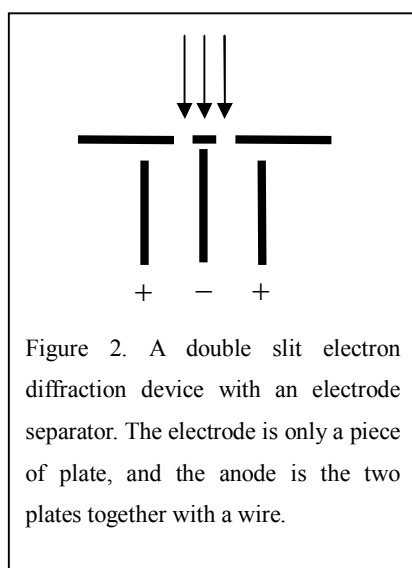 + − +
Figure 2. A double slit electron
diffraction device with an electrode
separator. The electrode is only a piece
of plate, and the anode is the two
plates together with a wire.